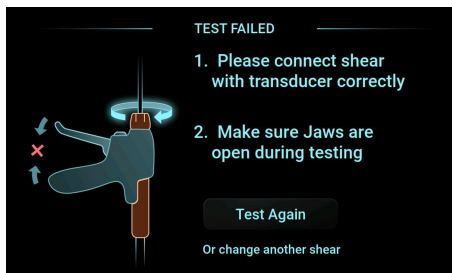 TEST FAILED
1. Please connect shear
with transducer correctly
2. Make sure Jaws are
open during testing
Test Again
Or change another shear